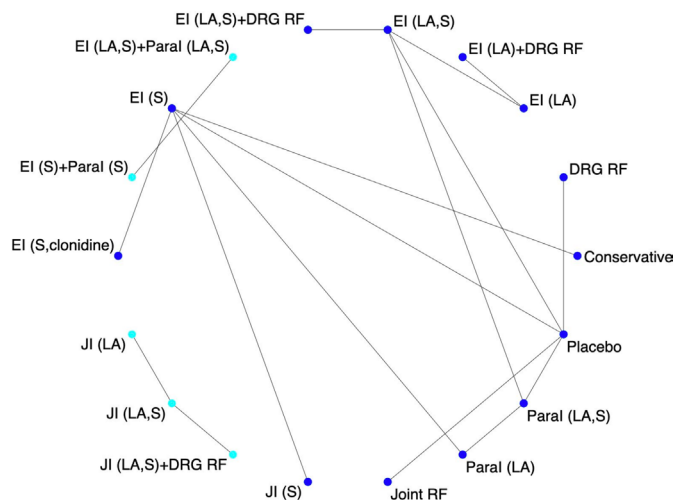 EI (LA,S)+DRG RF
EI (LA,S)
EI (LA,S)+ParaI (LA,S)
EI (LA)+DRG RF
EI (S)
EI (LA)
EI (S)+ParaI (S)
DRG RF
EI (S,clonidine)
Conservative
JI (LA)
Placebo
JI (LA,S)
ParaI (LA,S)
JI (LA,S)+DRG RF
ParaI (LA)
JI (S)
Joint RF